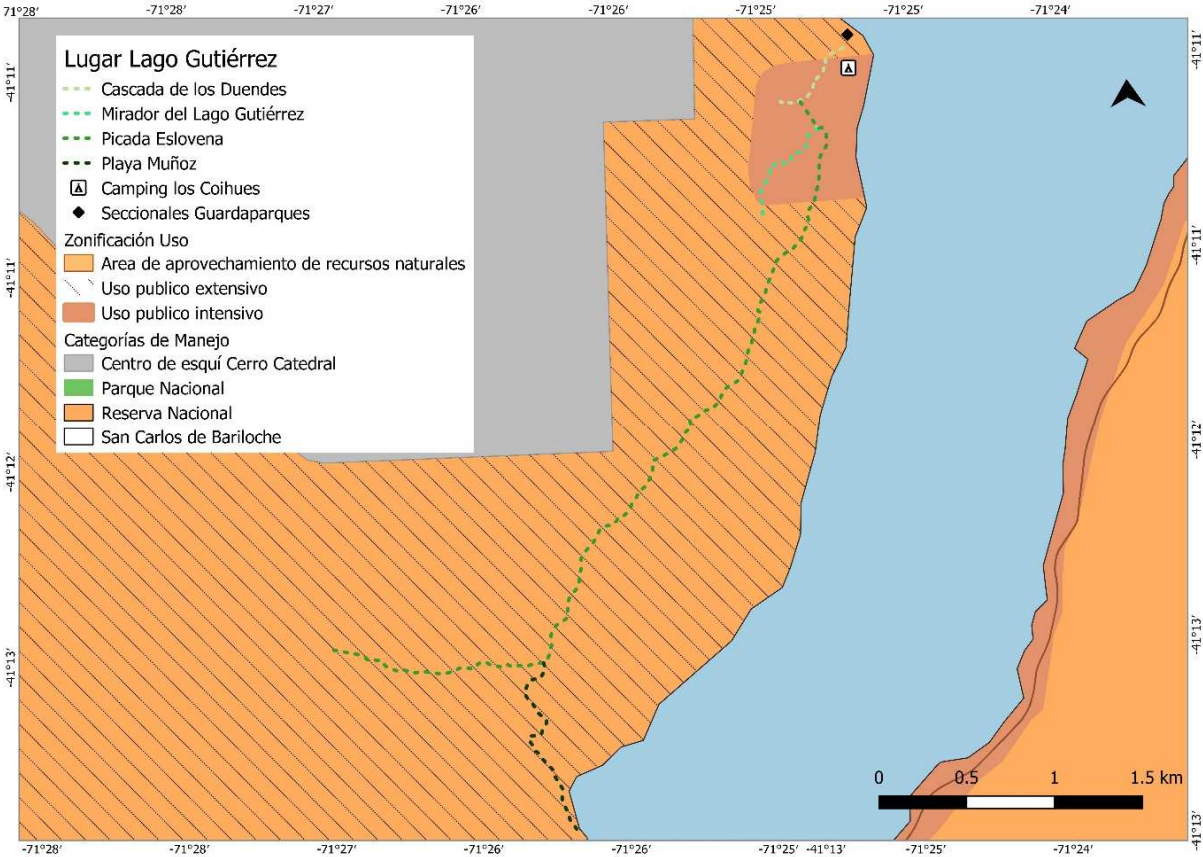 -71°28' -71°28' -71°27' -71°26' -71°26' -71°25' -71°25' -71°24'
Lugar Lago Gutiérrez
Cascada de los Duendes
Mirador del Lago Gutiérrez
Picada Eslovena
Playa Muñoz
Camping los Coihues
Seccionales Guardaparques
Zonificación Uso
Area de aprovechamiento de recursos naturales
Uso publico extensivo
Uso publico intensivo
Categorías de Manejo
Centro de esquí Cerro Catedral
Parque Nacional
Reserva Nacional
San Carlos de Bariloche
-41°11'
-41°11'
-41°12'
-41°13'
-41°11'
-41°11'
-41°12'
-41°13'
-41°13'
0 0.5 1 1.5 km
-71°28' -71°28' -71°27' -71°26' -71°26' -71°25' -41°13' -71°25' -71°24'